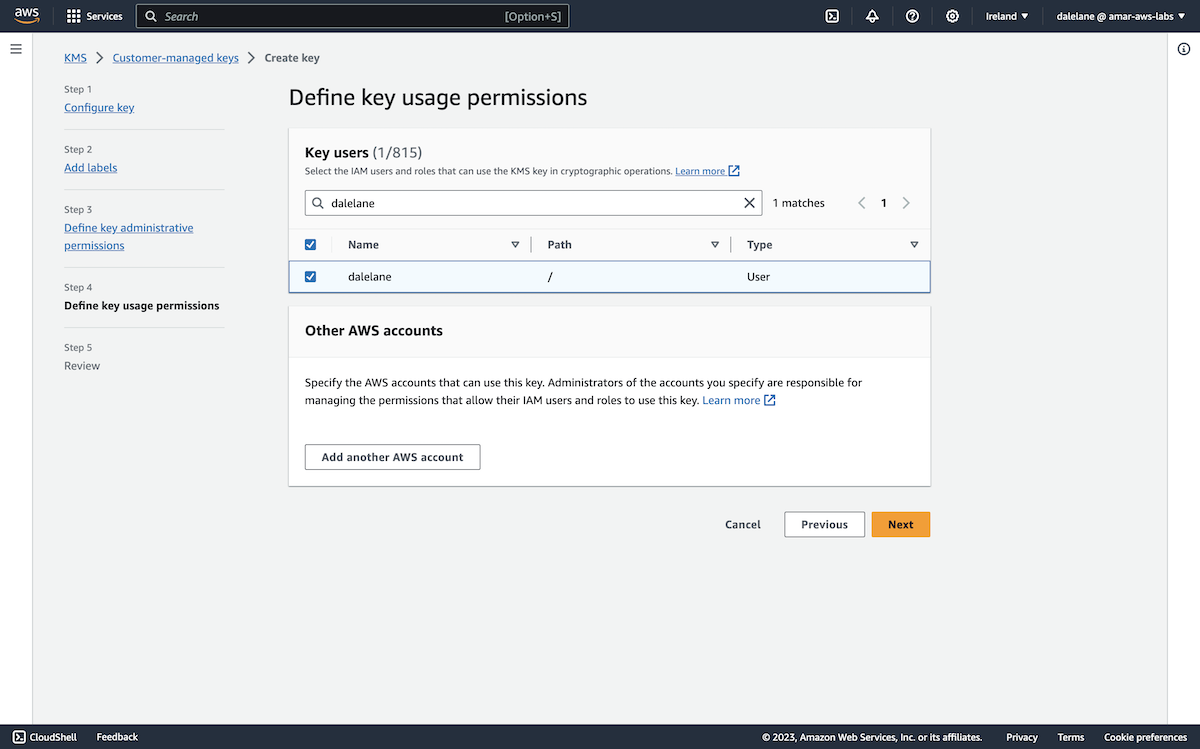 aws
Services
Search
[Option+S]
Ireland ▼
dalelane @ amar-aws-labs ▼
KMS
Customer-managed keys
Create key
Step 1
Configure key
Step 2
Add labels
Step 3
Define key administrative
permissions
Step 4
Define key usage permissions
Step 5
Review
Define key usage permissions
Key users (1/815)
Select the IAM users and roles that can use the KMS key in cryptographic operations. Learn more
dalelane
1 matches
1
Name
Path
Type
dalelane
/
User
Other AWS accounts
Specify the AWS accounts that can use this key. Administrators of the accounts you specify are responsible for
managing the permissions that allow their IAM users and roles to use this key. Learn more
Add another AWS account
Cancel
Previous
Next
CloudShell
Feedback
© 2023, Amazon Web Services, Inc. or its affiliates.
Privacy
Terms
Cookie preferences